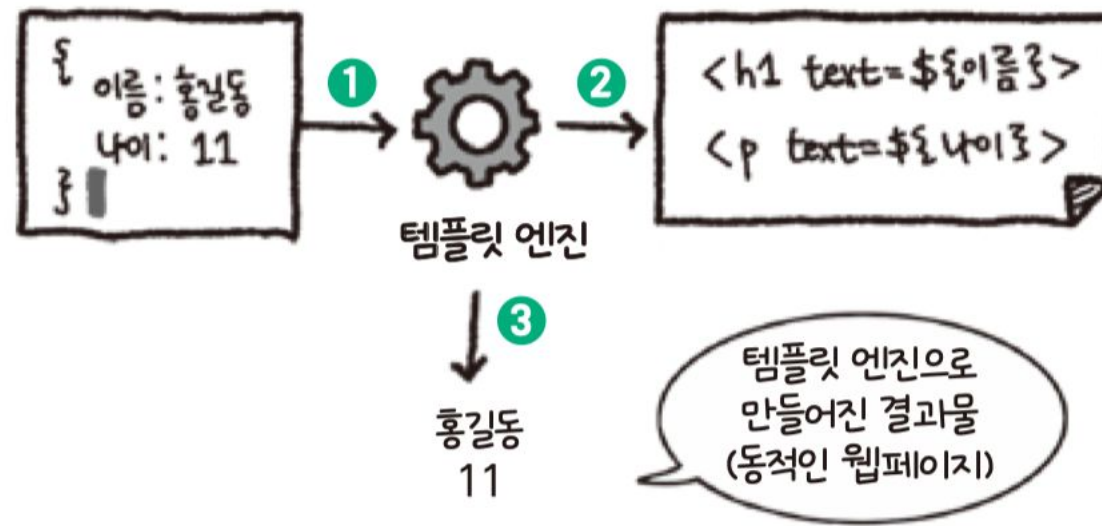 {
이름: 홍길동
나이: 11
}
1
템플릿 엔진
2
<h1 text=${이름}>
<p text=${나이}>
3
홍길동
11
템플릿 엔진으로
만들어진 결과물
(동적인 웹페이지)